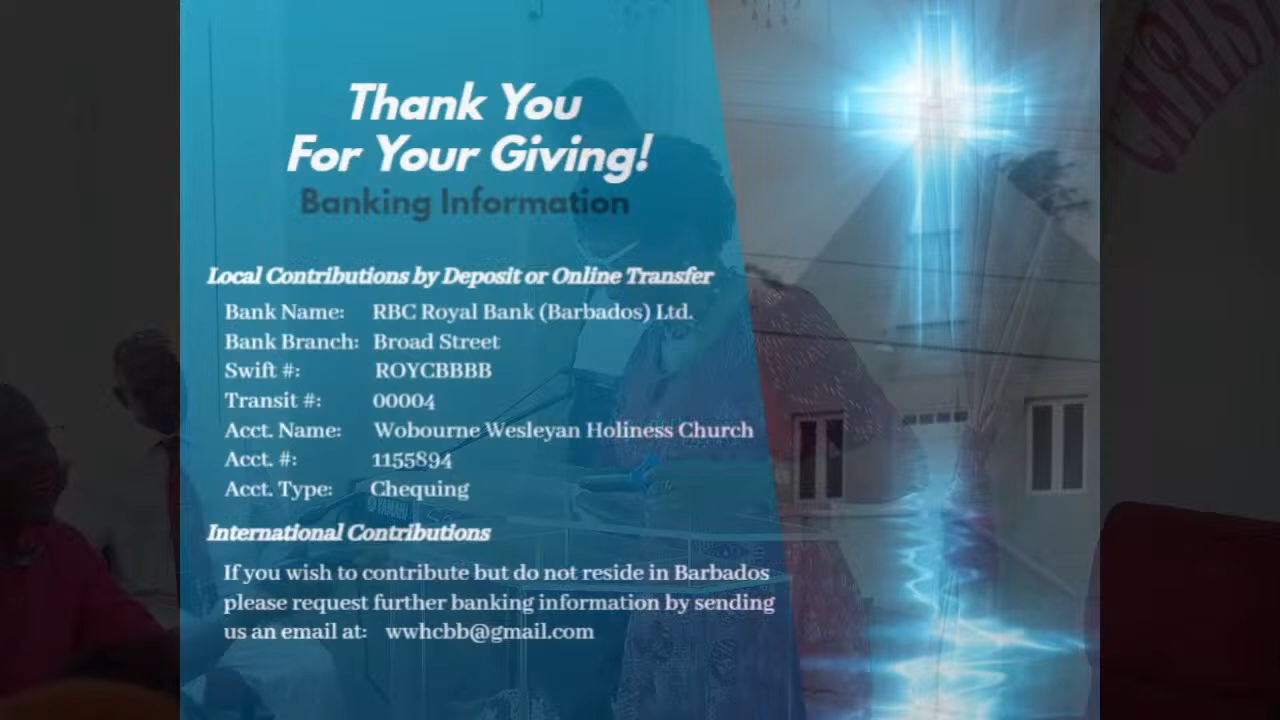 Thank You
For Your Giving!
Banking Information
Local Contributions by Deposit or Online Transfer
Bank Name: RBC Royal Bank (Barbados) Ltd.
Bank Branch: Broad Street
Swift #: ROYCBBBB
Transit #: 00004
Acct. Name: Wobourne Wesleyan Holiness Church
Acct. #: 1155894
Acct. Type: Chequing
International Contributions
If you wish to contribute but do not reside in Barbados
please request further banking information by sending
us an email at: wwhcbb@gmail.com
CHRIST
YAMAHA